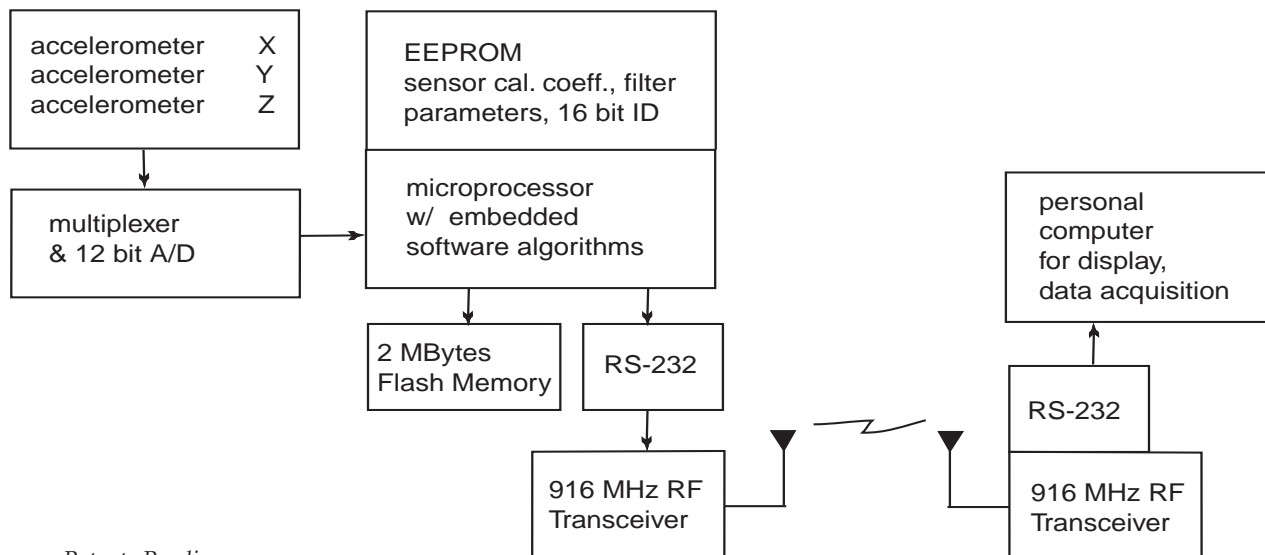 accelerometer X
accelerometer Y
accelerometer Z
EEPROM
sensor cal. coeff., filter
parameters, 16 bit ID
multiplexer
& 12 bit A/D
microprocessor
w/ embedded
software algorithms
personal
computer
for display,
data acquisition
2 MBytes
Flash Memory
RS-232
RS-232
916 MHz RF
Transceiver
916 MHz RF
Transceiver